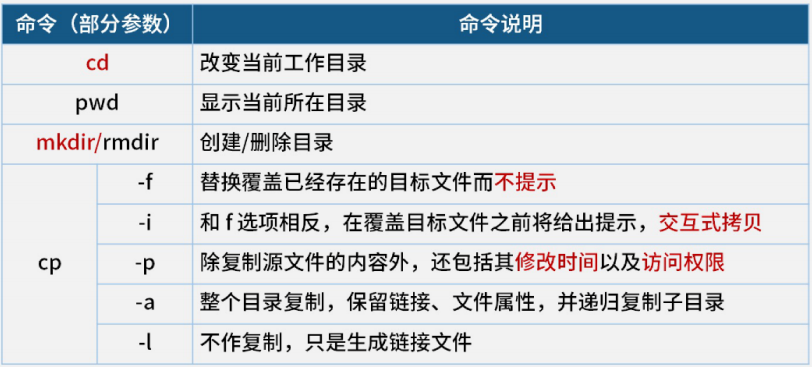 命令（部分参数） 命令说明
cd 改变当前工作目录
pwd 显示当前所在目录
mkdir/rmdir 创建/删除目录
cp
-f 替换覆盖已经存在的目标文件而不提示
-i 和 f 选项相反，在覆盖目标文件之前将给出提示，交互式拷贝
-p 除复制源文件的内容外，还包括其修改时间以及访问权限
-a 整个目录复制，保留链接、文件属性，并递归复制子目录
-l 不作复制，只是生成链接文件